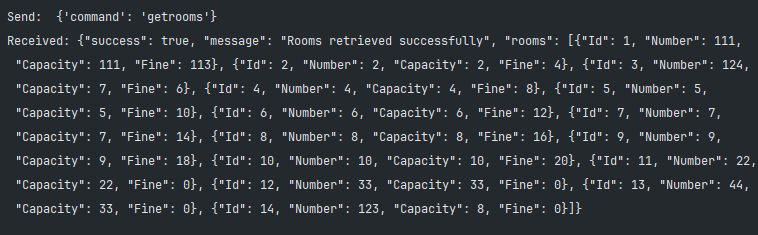 Send:  {'command': 'getrooms'}
Received: {"success": true, "message": "Rooms retrieved successfully", "rooms": [{"Id": 1, "Number": 111,
"Capacity": 111, "Fine": 113}, {"Id": 2, "Number": 2, "Capacity": 2, "Fine": 4}, {"Id": 3, "Number": 124,
"Capacity": 7, "Fine": 6}, {"Id": 4, "Number": 4, "Capacity": 4, "Fine": 8}, {"Id": 5, "Number": 5,
"Capacity": 5, "Fine": 10}, {"Id": 6, "Number": 6, "Capacity": 6, "Fine": 12}, {"Id": 7, "Number": 7,
"Capacity": 7, "Fine": 14}, {"Id": 8, "Number": 8, "Capacity": 8, "Fine": 16}, {"Id": 9, "Number": 9,
"Capacity": 9, "Fine": 18}, {"Id": 10, "Number": 10, "Capacity": 10, "Fine": 20}, {"Id": 11, "Number": 22,
"Capacity": 22, "Fine": 0}, {"Id": 12, "Number": 33, "Capacity": 33, "Fine": 0}, {"Id": 13, "Number": 44,
"Capacity": 33, "Fine": 0}, {"Id": 14, "Number": 123, "Capacity": 8, "Fine": 0}]}